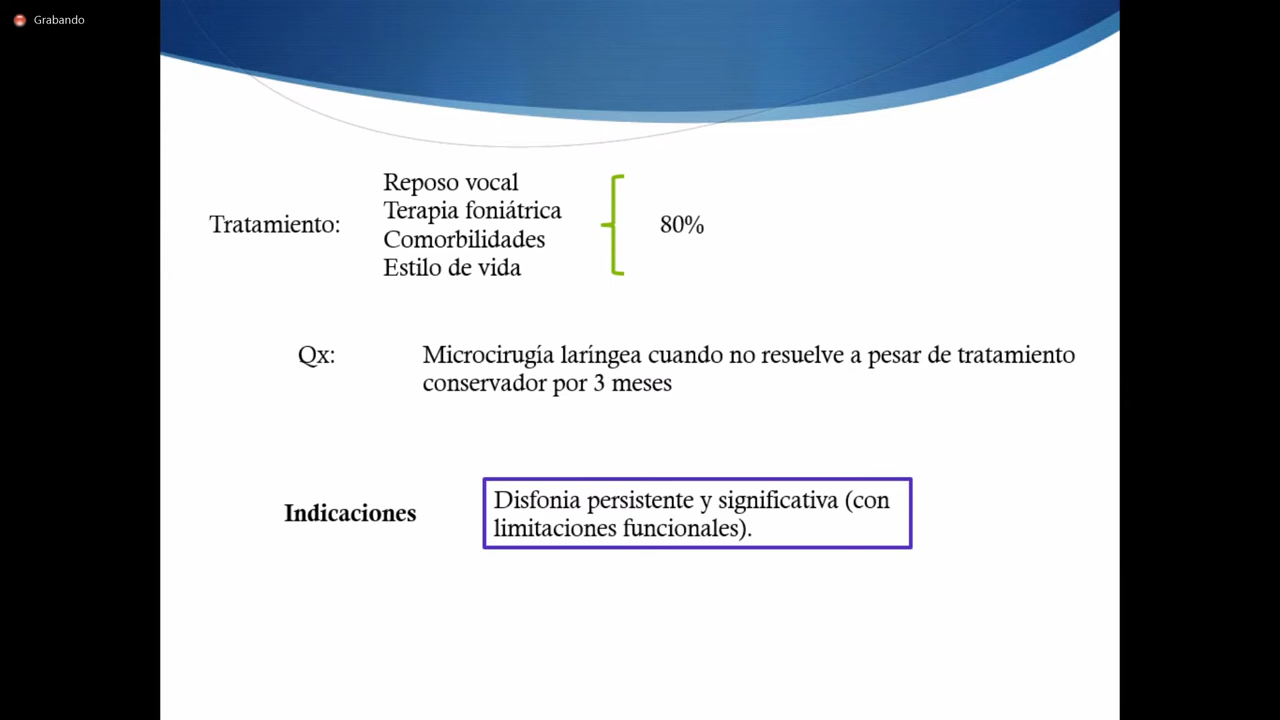 Grabando
Reposo vocal
Terapia foniátrica
Tratamiento:
80%
Comorbilidades
Estilo de vida
Qx:
Microcirugía laríngea cuando no resuelve a pesar de tratamiento
conservador por 3 meses
Indicaciones
Disfonia persistente y significativa (con
limitaciones funcionales).